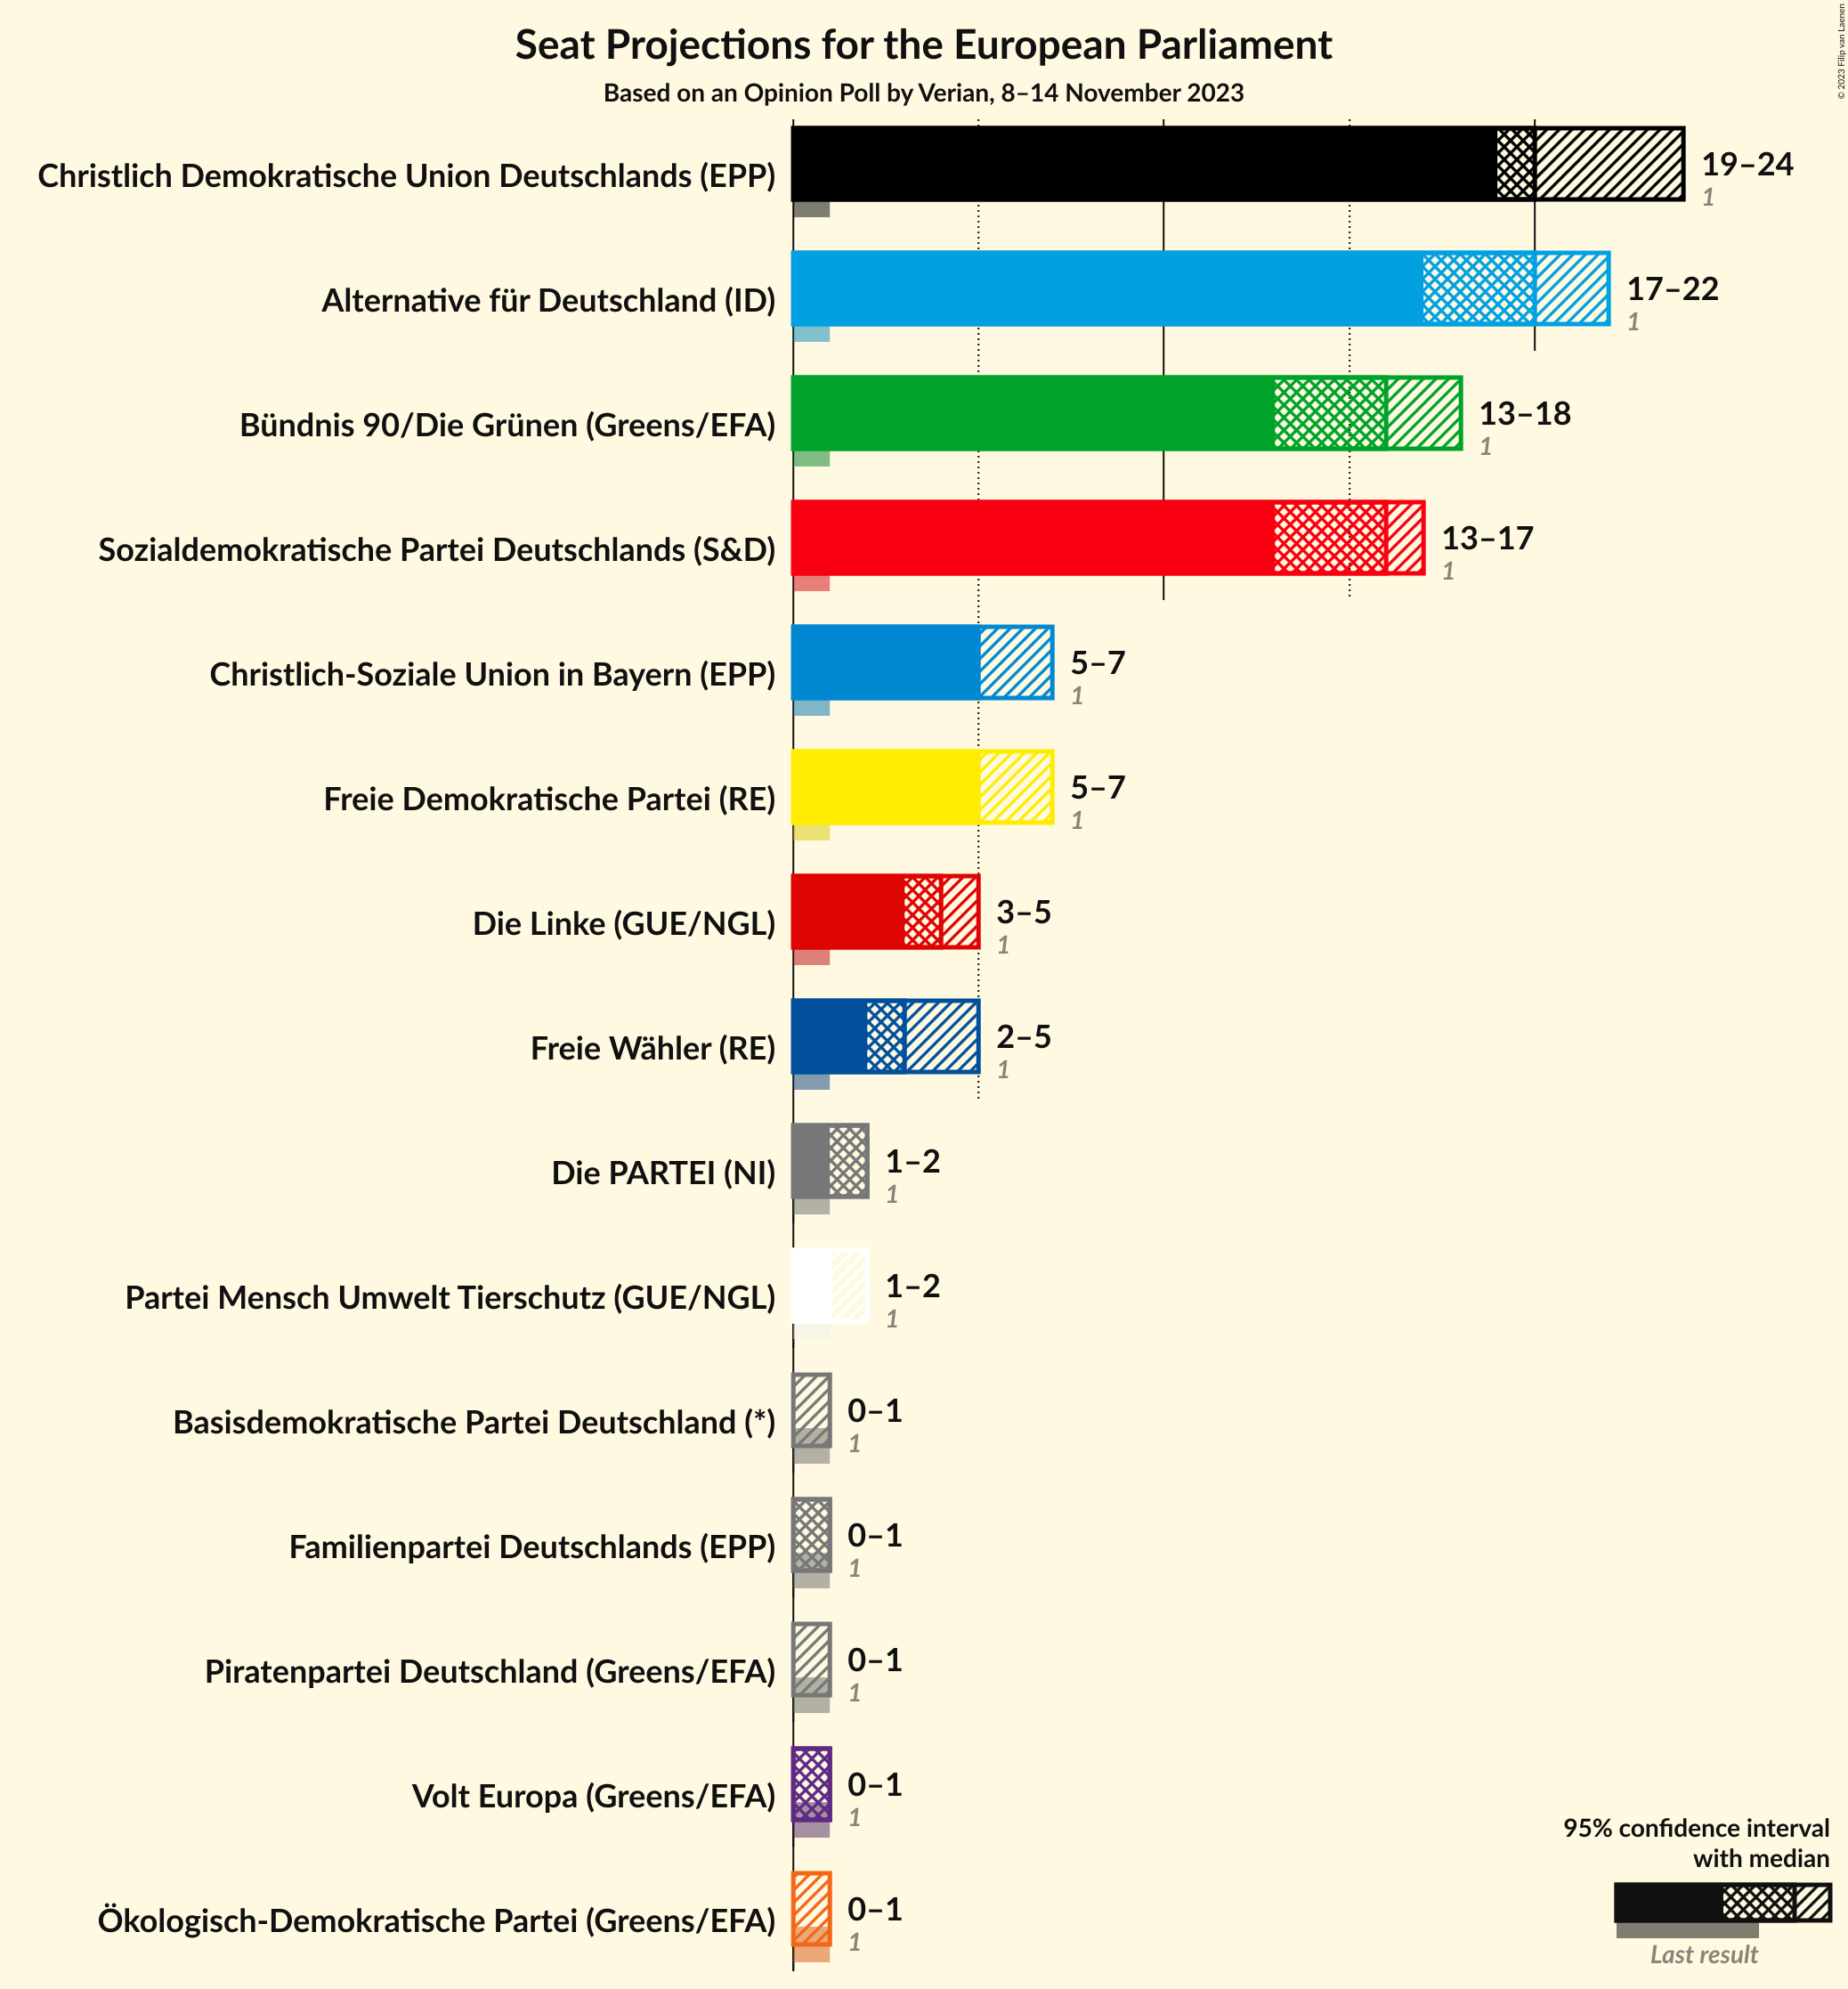 Seat Projections for the European Parliament
Based on an Opinion Poll by Verian, 8–14 November 2023
© 2023 Filip van Laenen
Christlich Demokratische Union Deutschlands (EPP)
19–24
1
Alternative für Deutschland (ID)
17–22
1
Bündnis 90/Die Grünen (Greens/EFA)
13–18
1
Sozialdemokratische Partei Deutschlands (S&D)
13–17
1
Christlich-Soziale Union in Bayern (EPP)
5–7
1
Freie Demokratische Partei (RE)
5–7
1
Die Linke (GUE/NGL)
3–5
1
Freie Wähler (RE)
2–5
1
Die PARTEI (NI)
1–2
1
Partei Mensch Umwelt Tierschutz (GUE/NGL)
1–2
1
Basisdemokratische Partei Deutschland (*)
0–1
1
Familienpartei Deutschlands (EPP)
0–1
1
Piratenpartei Deutschland (Greens/EFA)
0–1
1
Volt Europa (Greens/EFA)
0–1
1
Ökologisch-Demokratische Partei (Greens/EFA)
0–1
1
95% confidence interval
with median
Last result